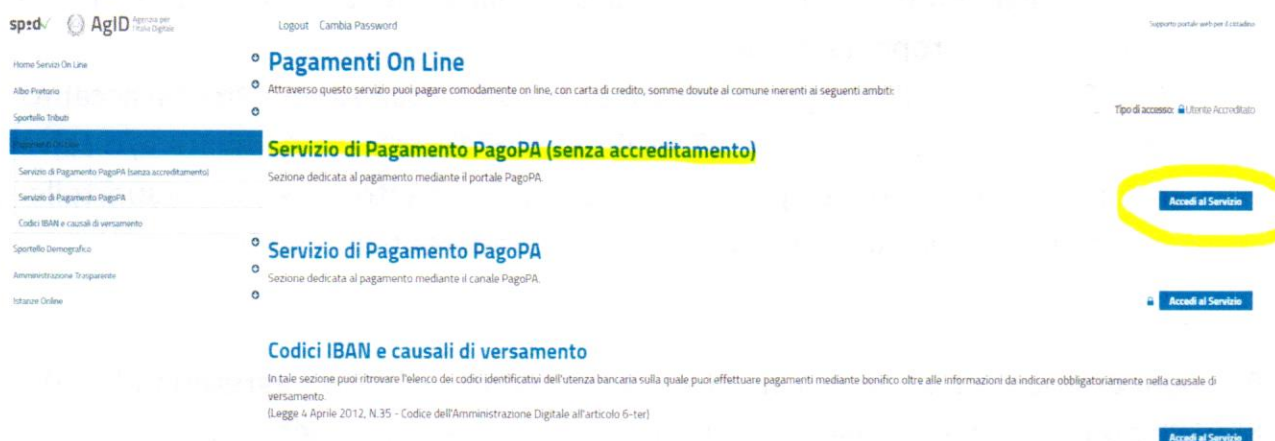 sp:d AgID Agenzia per l'Italia Digitale
Logout Cambia Password
Supporto portale web per il cittadino
Home Servizi On Line
Albo Pretorio
Sportello Tributi
Pagamenti On Line
Servizio di Pagamento PagoPA (senza accreditamento)
Servizio di Pagamento PagoPA
Codici IBAN e causali di versamento
Sportello Demografico
Amministrazione Trasparente
Istanze Online
Pagamenti On Line
Attraverso questo servizio puoi pagare comodamente on line, con carta di credito, somme dovute al comune inerenti ai seguenti ambiti:
Tipo di accesso: Utente Accreditato
Servizio di Pagamento PagoPA (senza accreditamento)
Sezione dedicata al pagamento mediante il portale PagoPA.
Accedi al Servizio
Servizio di Pagamento PagoPA
Sezione dedicata al pagamento mediante il canale PagoPA.
Accedi al Servizio
Codici IBAN e causali di versamento
In tale sezione puoi ritrovare l'elenco dei codici identificativi dell'utenza bancaria sulla quale puoi effettuare pagamenti mediante bonifico oltre alle informazioni da indicare obbligatoriamente nella causale di
versamento.
(Legge 4 Aprile 2012, N.35 - Codice dell'Amministrazione Digitale all'articolo 6-ter)
Accedi al Servizio